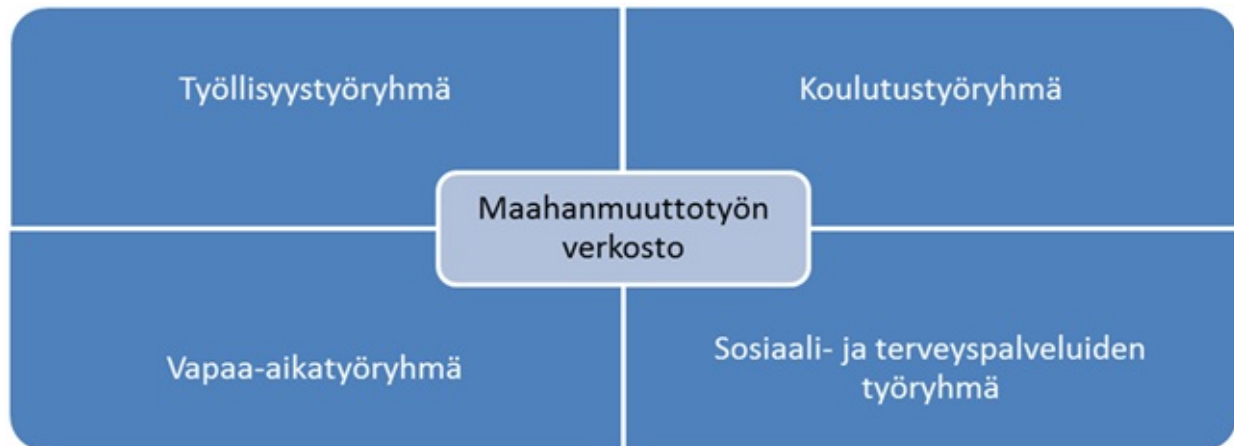 Työllisyystyöryhmä
Koulutustyöryhmä
Maahanmuuttotyön
verkosto
Vapaa-aikatyöryhmä
Sosiaali- ja terveyspalveluiden
työryhmä